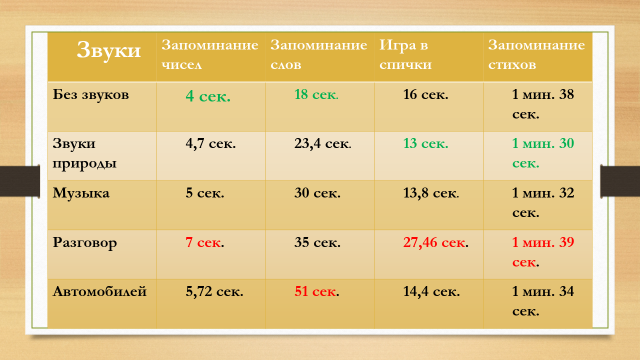 Звуки
Запоминание
чисел
Запоминание
слов
Игра в
спички
Запоминание
стихов
Без звуков
4 сек.
18 сек.
16 сек.
1 мин. 38
сек.
Звуки
природы
4,7 сек.
23,4 сек.
13 сек.
1 мин. 30
сек.
Музыка
5 сек.
30 сек.
13,8 сек.
1 мин. 32
сек.
Разговор
7 сек.
35 сек.
27,46 сек.
1 мин. 39
сек.
Автомобилей
5,72 сек.
51 сек.
14,4 сек.
1 мин. 34
сек.